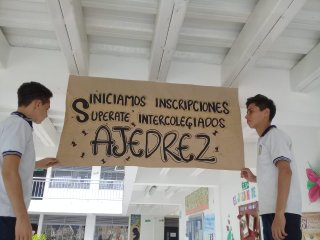 INICIAMOS INSCRIPCIONES
SUPERATE INTERCOLEGIADOS
AJEDREZ